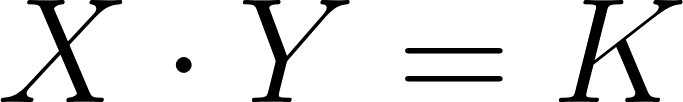 X · Y = K